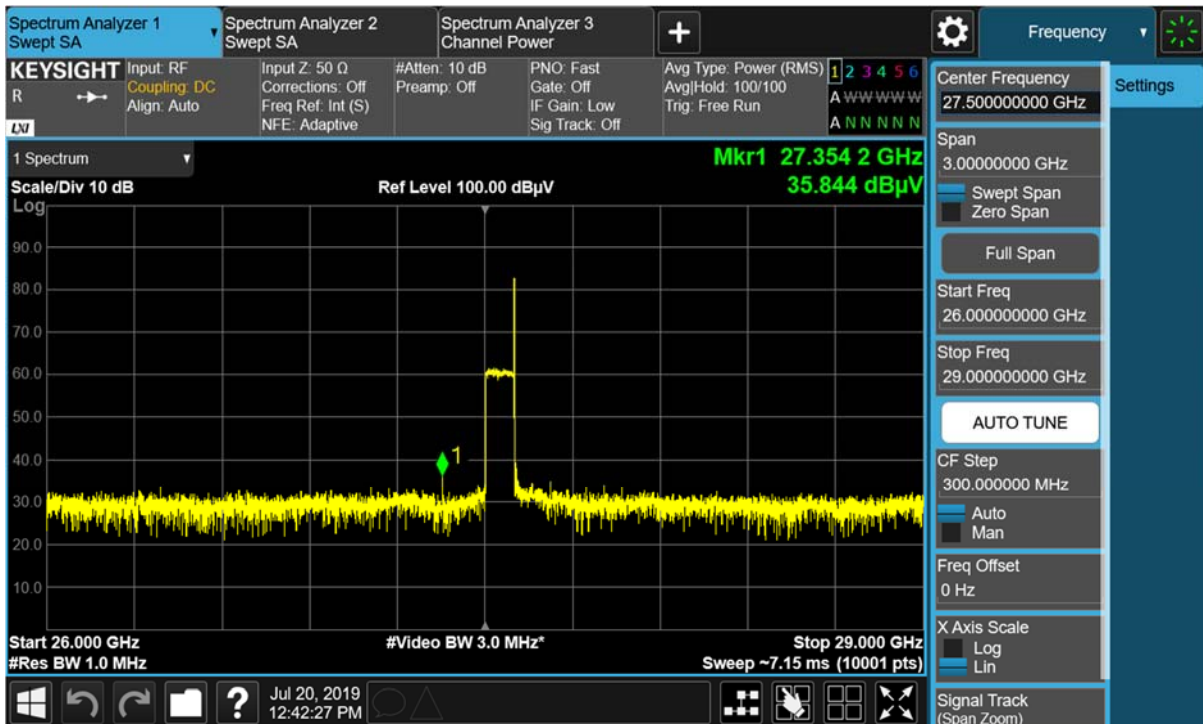 Spectrum Analyzer 1
Swept SA
Spectrum Analyzer 2
Swept SA
Spectrum Analyzer 3
Channel Power
+
Frequency
KEYSIGHT
R
LXI
Input: RF
Coupling: DC
Align: Auto
Input Z: 50 Ω
Corrections: Off
Freq Ref: Int (S)
NFE: Adaptive
#Atten: 10 dB
Preamp: Off
PNO: Fast
Gate: Off
IF Gain: Low
Sig Track: Off
Avg Type: Power (RMS)
Avg|Hold: 100/100
Trig: Free Run
1 2 3 4 5 6
A W W W W W
A N N N N N
1 Spectrum
Scale/Div 10 dB
Log
Ref Level 100.00 dBµV
Mkr1 27.354 2 GHz
35.844 dBµV
90.0
80.0
70.0
60.0
50.0
40.0
30.0
20.0
10.0
1
Start 26.000 GHz
#Res BW 1.0 MHz
#Video BW 3.0 MHz*
Stop 29.000 GHz
Sweep ~7.15 ms (10001 pts)
?
Jul 20, 2019
12:42:27 PM
Center Frequency
27.500000000 GHz
Span
3.00000000 GHz
Swept Span
Zero Span
Full Span
Start Freq
26.000000000 GHz
Stop Freq
29.000000000 GHz
AUTO TUNE
CF Step
300.000000 MHz
Auto
Man
Freq Offset
0 Hz
X Axis Scale
Log
Lin
Signal Track
(Span Zoom)
Settings